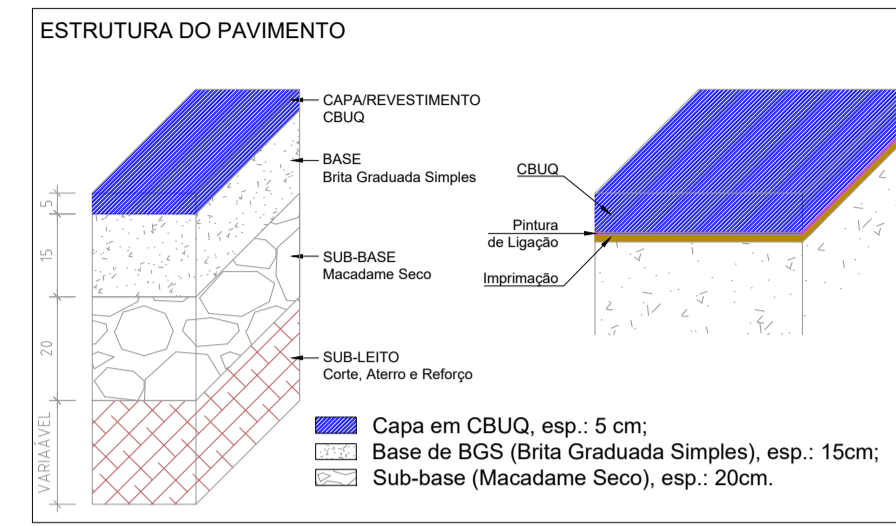 ESTRUTURA DO PAVIMENTO
CAPA/REVESTIMENTO
CBUQ
BASE
Brita Graduada Simples
SUB-BASE
Macadame Seco
SUB-LEITO
Corte, Aterro e Reforço
5
15
20
VARIAÁVEL
CBUQ
Pintura
de Ligação
Imprimação
Capa em CBUQ, esp.: 5 cm;
Base de BGS (Brita Graduada Simples), esp.: 15cm;
Sub-base (Macadame Seco), esp.: 20cm.